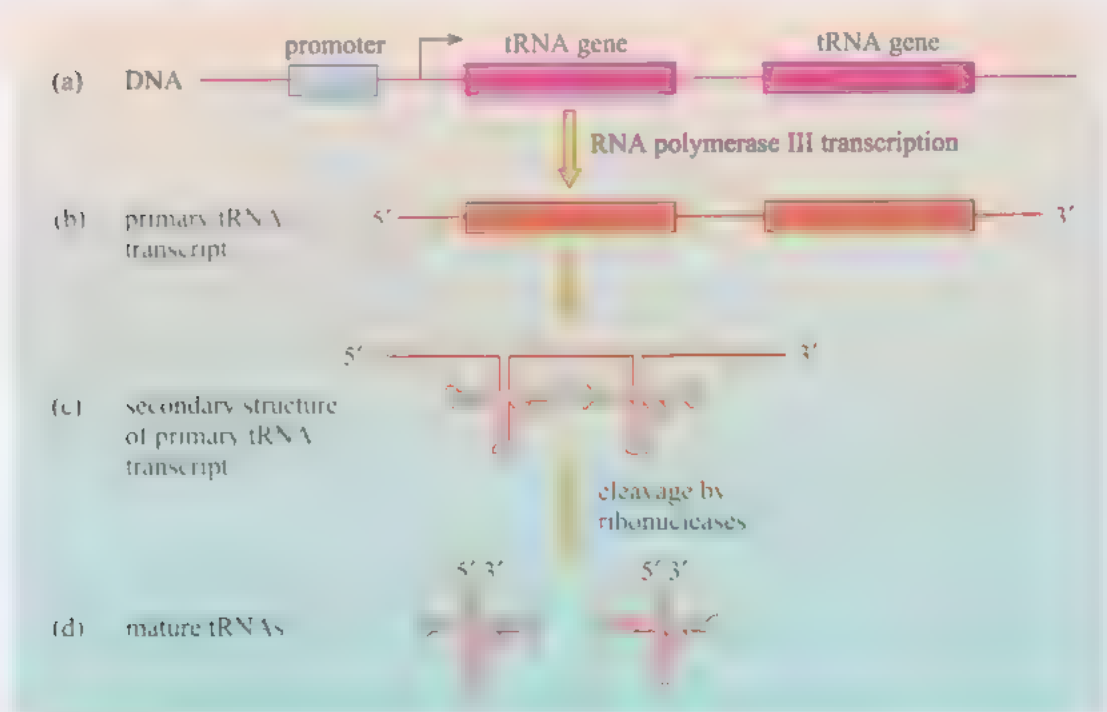 promoter
tRNA gene
tRNA gene
(a) DNA
RNA polymerase III transcription
(b) primary tRNA
transcript
5′
3′
5′
3′
(c) secondary structure
of primary tRNA
transcript
cleavage by
ribonucleases
5′ 3′
5′ 3′
(d) mature tRNAs